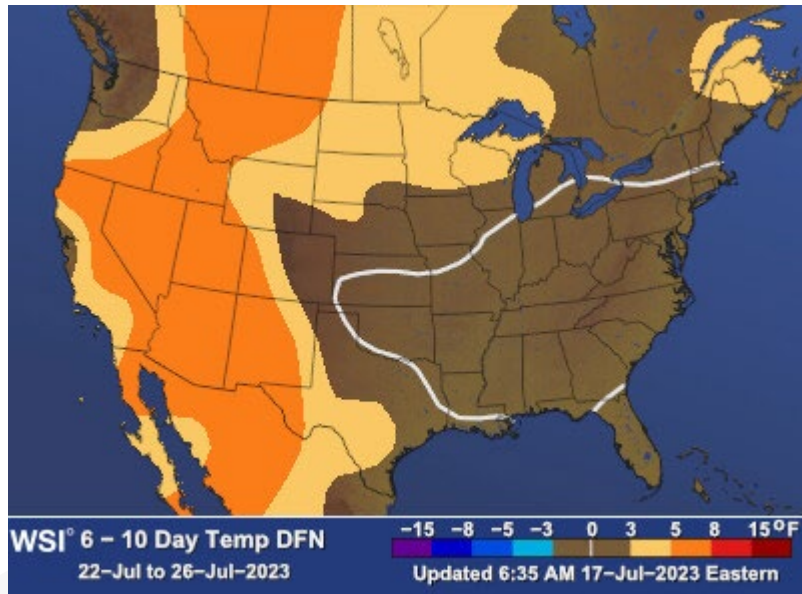 WSI° 6 – 10 Day Temp DFN
22–Jul to 26–Jul–2023
–15 –8 –5 –3 0 3 5 8 15°F
Updated 6:35 AM 17–Jul–2023 Eastern